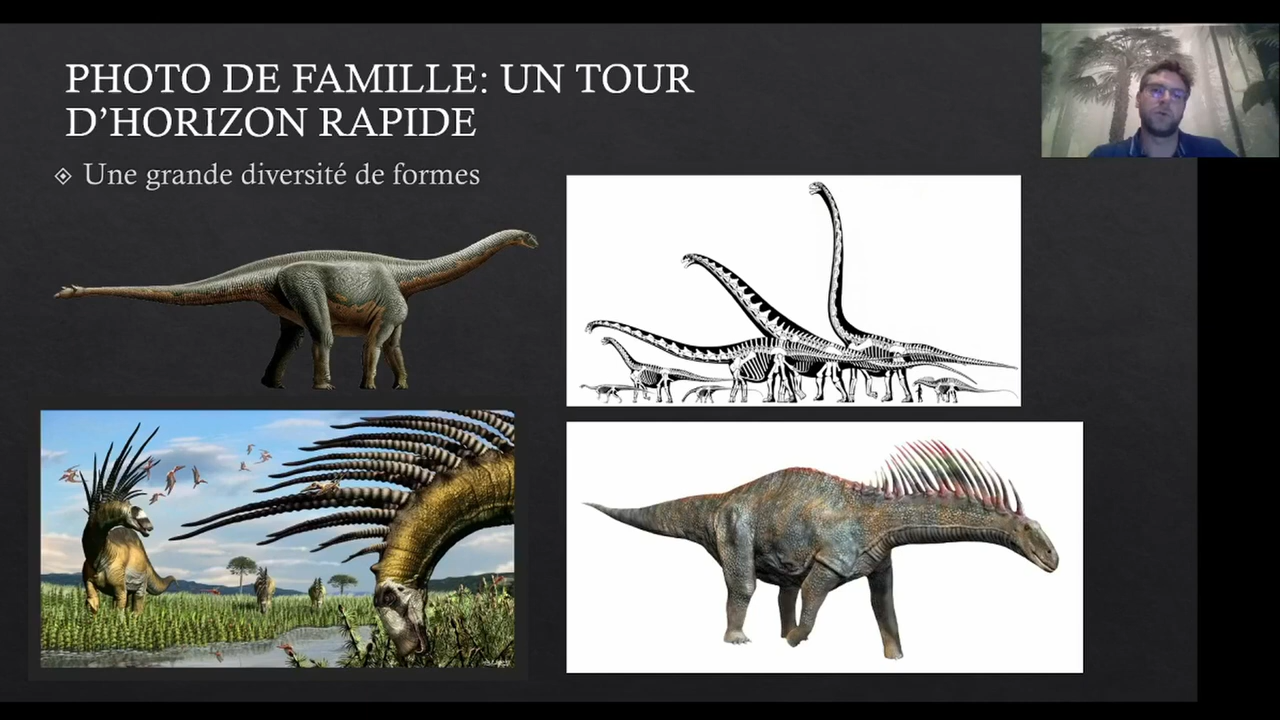 PHOTO DE FAMILLE: UN TOUR
D’HORIZON RAPIDE
Une grande diversité de formes